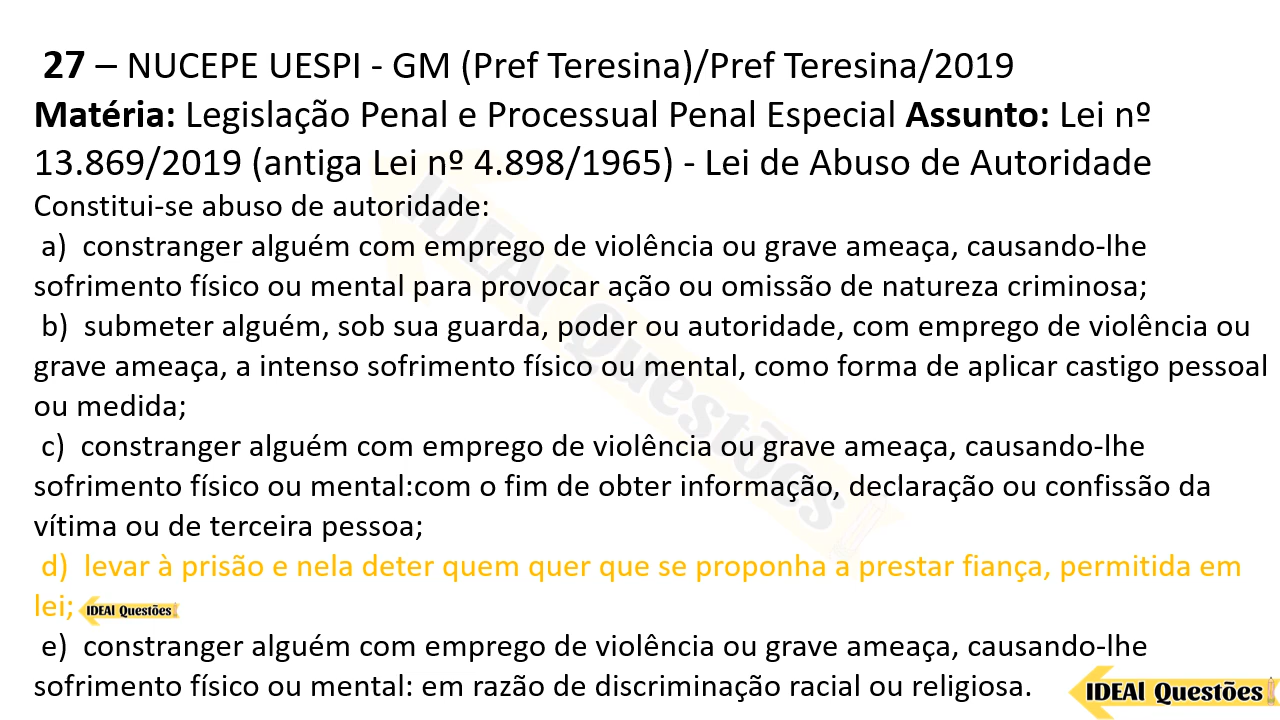 27 – NUCEPE UESPI - GM (Pref Teresina)/Pref Teresina/2019
Matéria: Legislação Penal e Processual Penal Especial Assunto: Lei nº
13.869/2019 (antiga Lei nº 4.898/1965) - Lei de Abuso de Autoridade
Constitui-se abuso de autoridade:
a) constranger alguém com emprego de violência ou grave ameaça, causando-lhe
sofrimento físico ou mental para provocar ação ou omissão de natureza criminosa;
b) submeter alguém, sob sua guarda, poder ou autoridade, com emprego de violência ou
grave ameaça, a intenso sofrimento físico ou mental, como forma de aplicar castigo pessoal
ou medida;
c) constranger alguém com emprego de violência ou grave ameaça, causando-lhe
sofrimento físico ou mental:com o fim de obter informação, declaração ou confissão da
vítima ou de terceira pessoa;
d) levar à prisão e nela deter quem quer que se proponha a prestar fiança, permitida em
lei; IDEAl Questões
e) constranger alguém com emprego de violência ou grave ameaça, causando-lhe
sofrimento físico ou mental: em razão de discriminação racial ou religiosa.
IDEAl Questões
IDEAl Questões